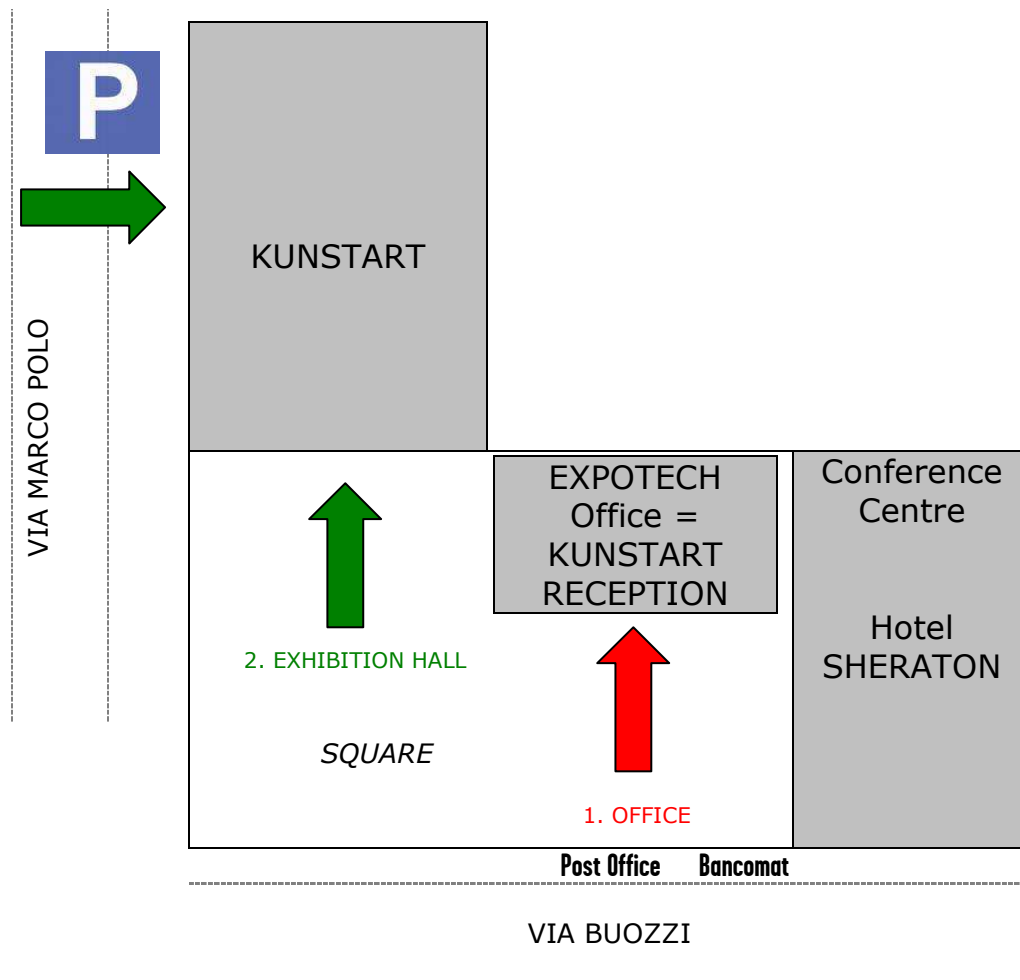 P
KUNSTART
VIA MARCO POLO
EXPOTECH
Office =
KUNSTART
RECEPTION
Conference
Centre
Hotel
SHERATON
2. EXHIBITION HALL
SQUARE
1. OFFICE
Post Office Bancomat
VIA BUOZZI